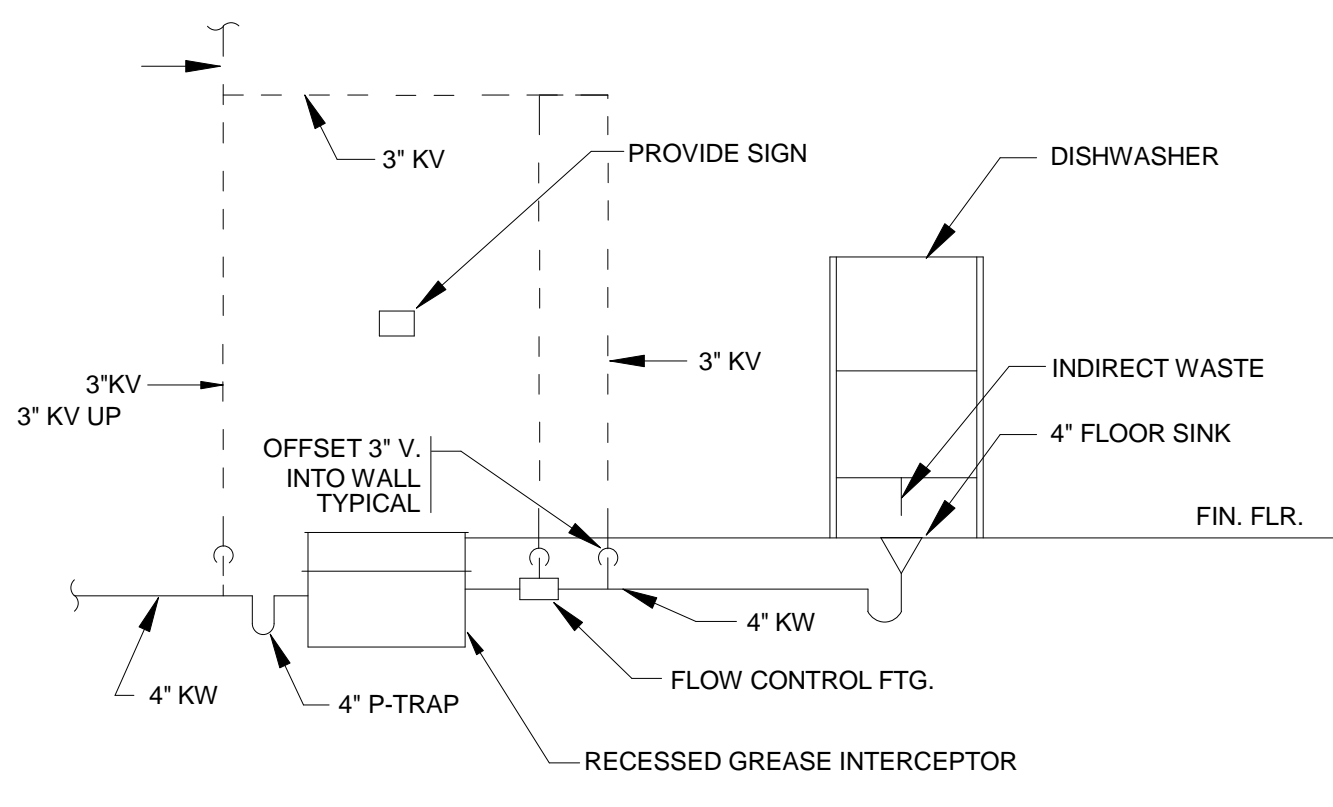 3" KV
PROVIDE SIGN
DISHWASHER
3" KV
INDIRECT WASTE
3"KV
3" KV UP
4" FLOOR SINK
OFFSET 3" V.
INTO WALL
TYPICAL
FIN. FLR.
4" KW
FLOW CONTROL FTG.
4" KW
4" P-TRAP
RECESSED GREASE INTERCEPTOR